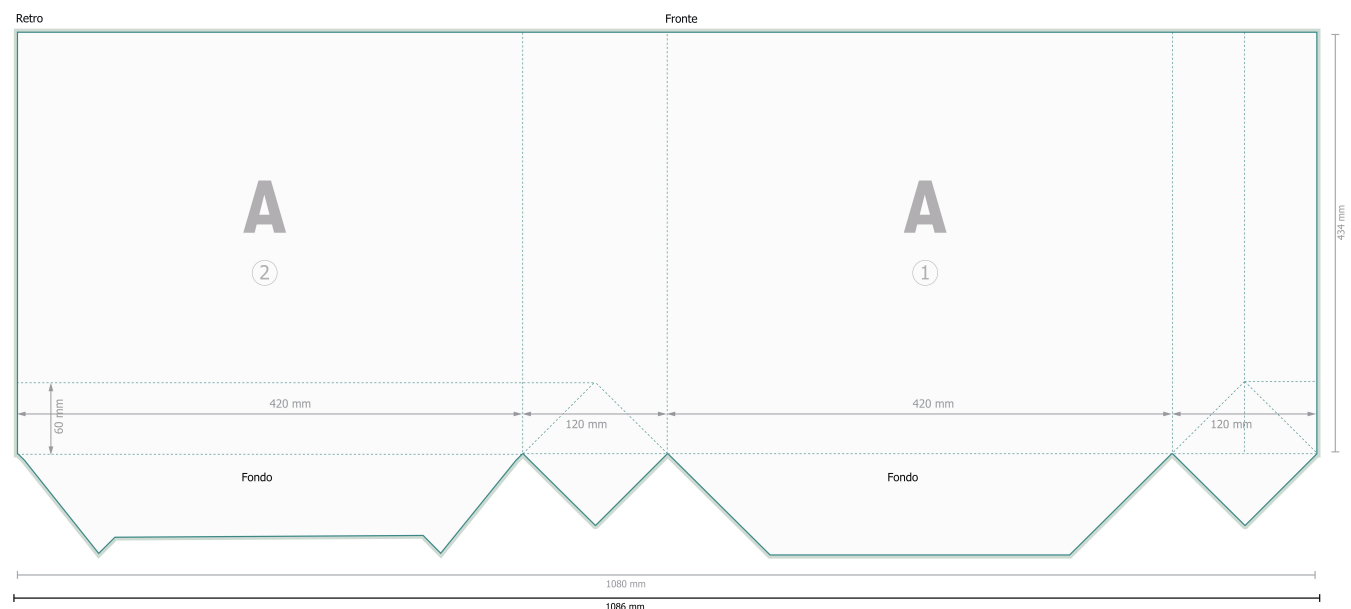 Retro
Fronte
A
②
A
①
434 mm
60 mm
420 mm
120 mm
420 mm
120 mm
Fondo
Fondo
1080 mm
1086 mm